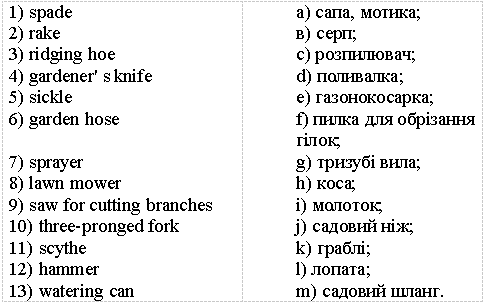 1) spade
2) rake
3) ridging hoe
4) gardener' s knife
5) sickle
6) garden hose
7) sprayer
8) lawn mower
9) saw for cutting branches
10) three-pronged fork
11) scythe
12) hammer
13) watering can
а) сапа, мотика;
в) серп;
с) розпилювач;
d) поливалка;
е) газонокосарка;
f) пилка для обрізання
гілок;
g) тризубі вила;
h) коса;
i) молоток;
j) садовий ніж;
k) граблі;
l) лопата;
m) садовий шланг.